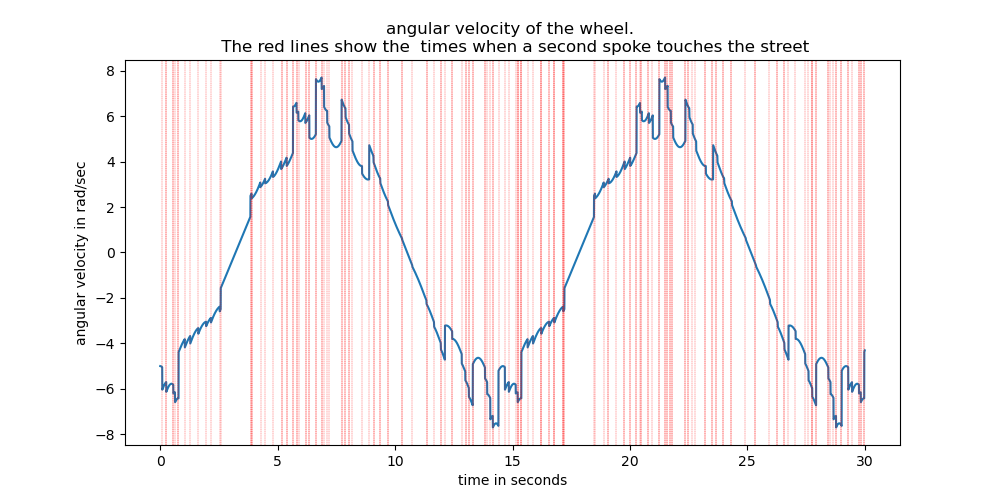 angular velocity of the wheel.
The red lines show the  times when a second spoke touches the street
angular velocity in rad/sec
8
6
4
2
0
−2
−4
−6
−8
0 5 10 15 20 25 30
time in seconds